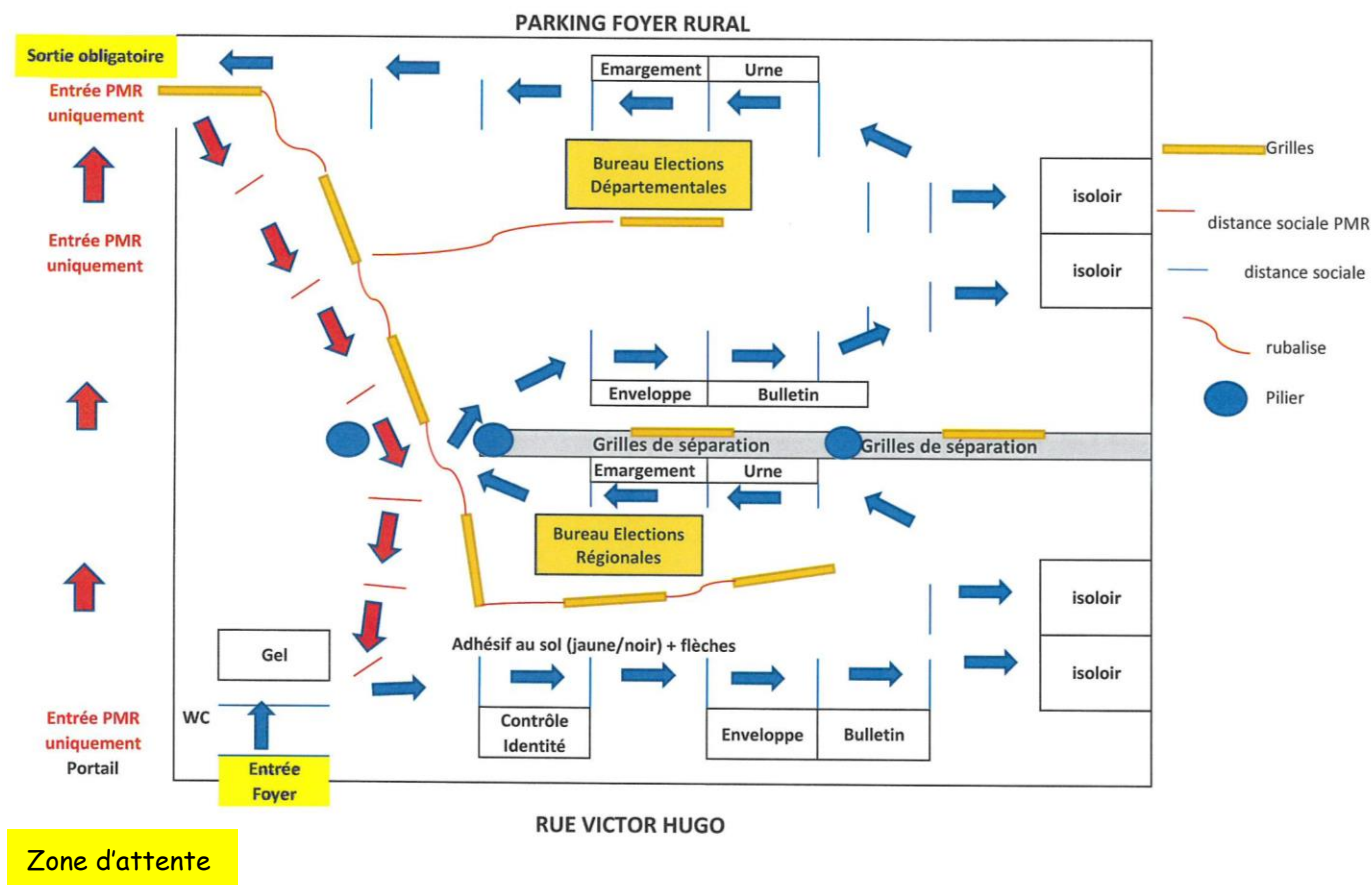 PARKING FOYER RURAL
Sortie obligatoire
Entrée PMR
uniquement
Emargement
Urne
Bureau Elections
Départementales
isoloir
Grilles
distance sociale PMR
Entrée PMR
uniquement
isoloir
distance sociale
rubalise
Enveloppe
Bulletin
Pilier
Grilles de séparation
Grilles de séparation
Emargement
Urne
Bureau Elections
Régionales
isoloir
Adhésif au sol (jaune/noir) + flèches
Gel
isoloir
Entrée PMR
uniquement
Portail
WC
Contrôle
Identité
Enveloppe
Bulletin
Entrée
Foyer
RUE VICTOR HUGO
Zone d'attente